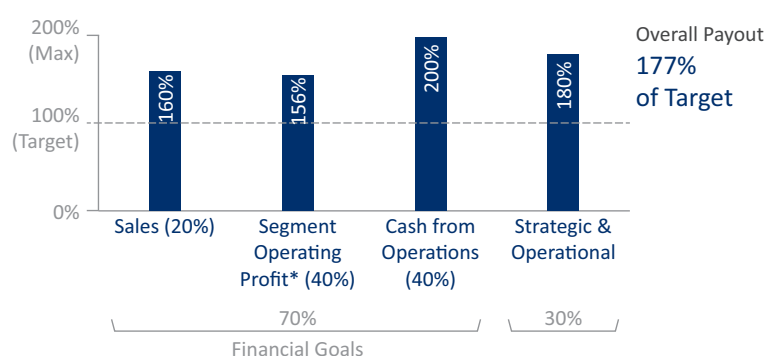 200%
(Max)
100%
(Target)
0%
160%
156%
200%
180%
Overall Payout
177%
of Target
Sales (20%)
Segment
Operating
Profit* (40%)
Cash from
Operations
(40%)
Strategic &
Operational
70%
30%
Financial Goals